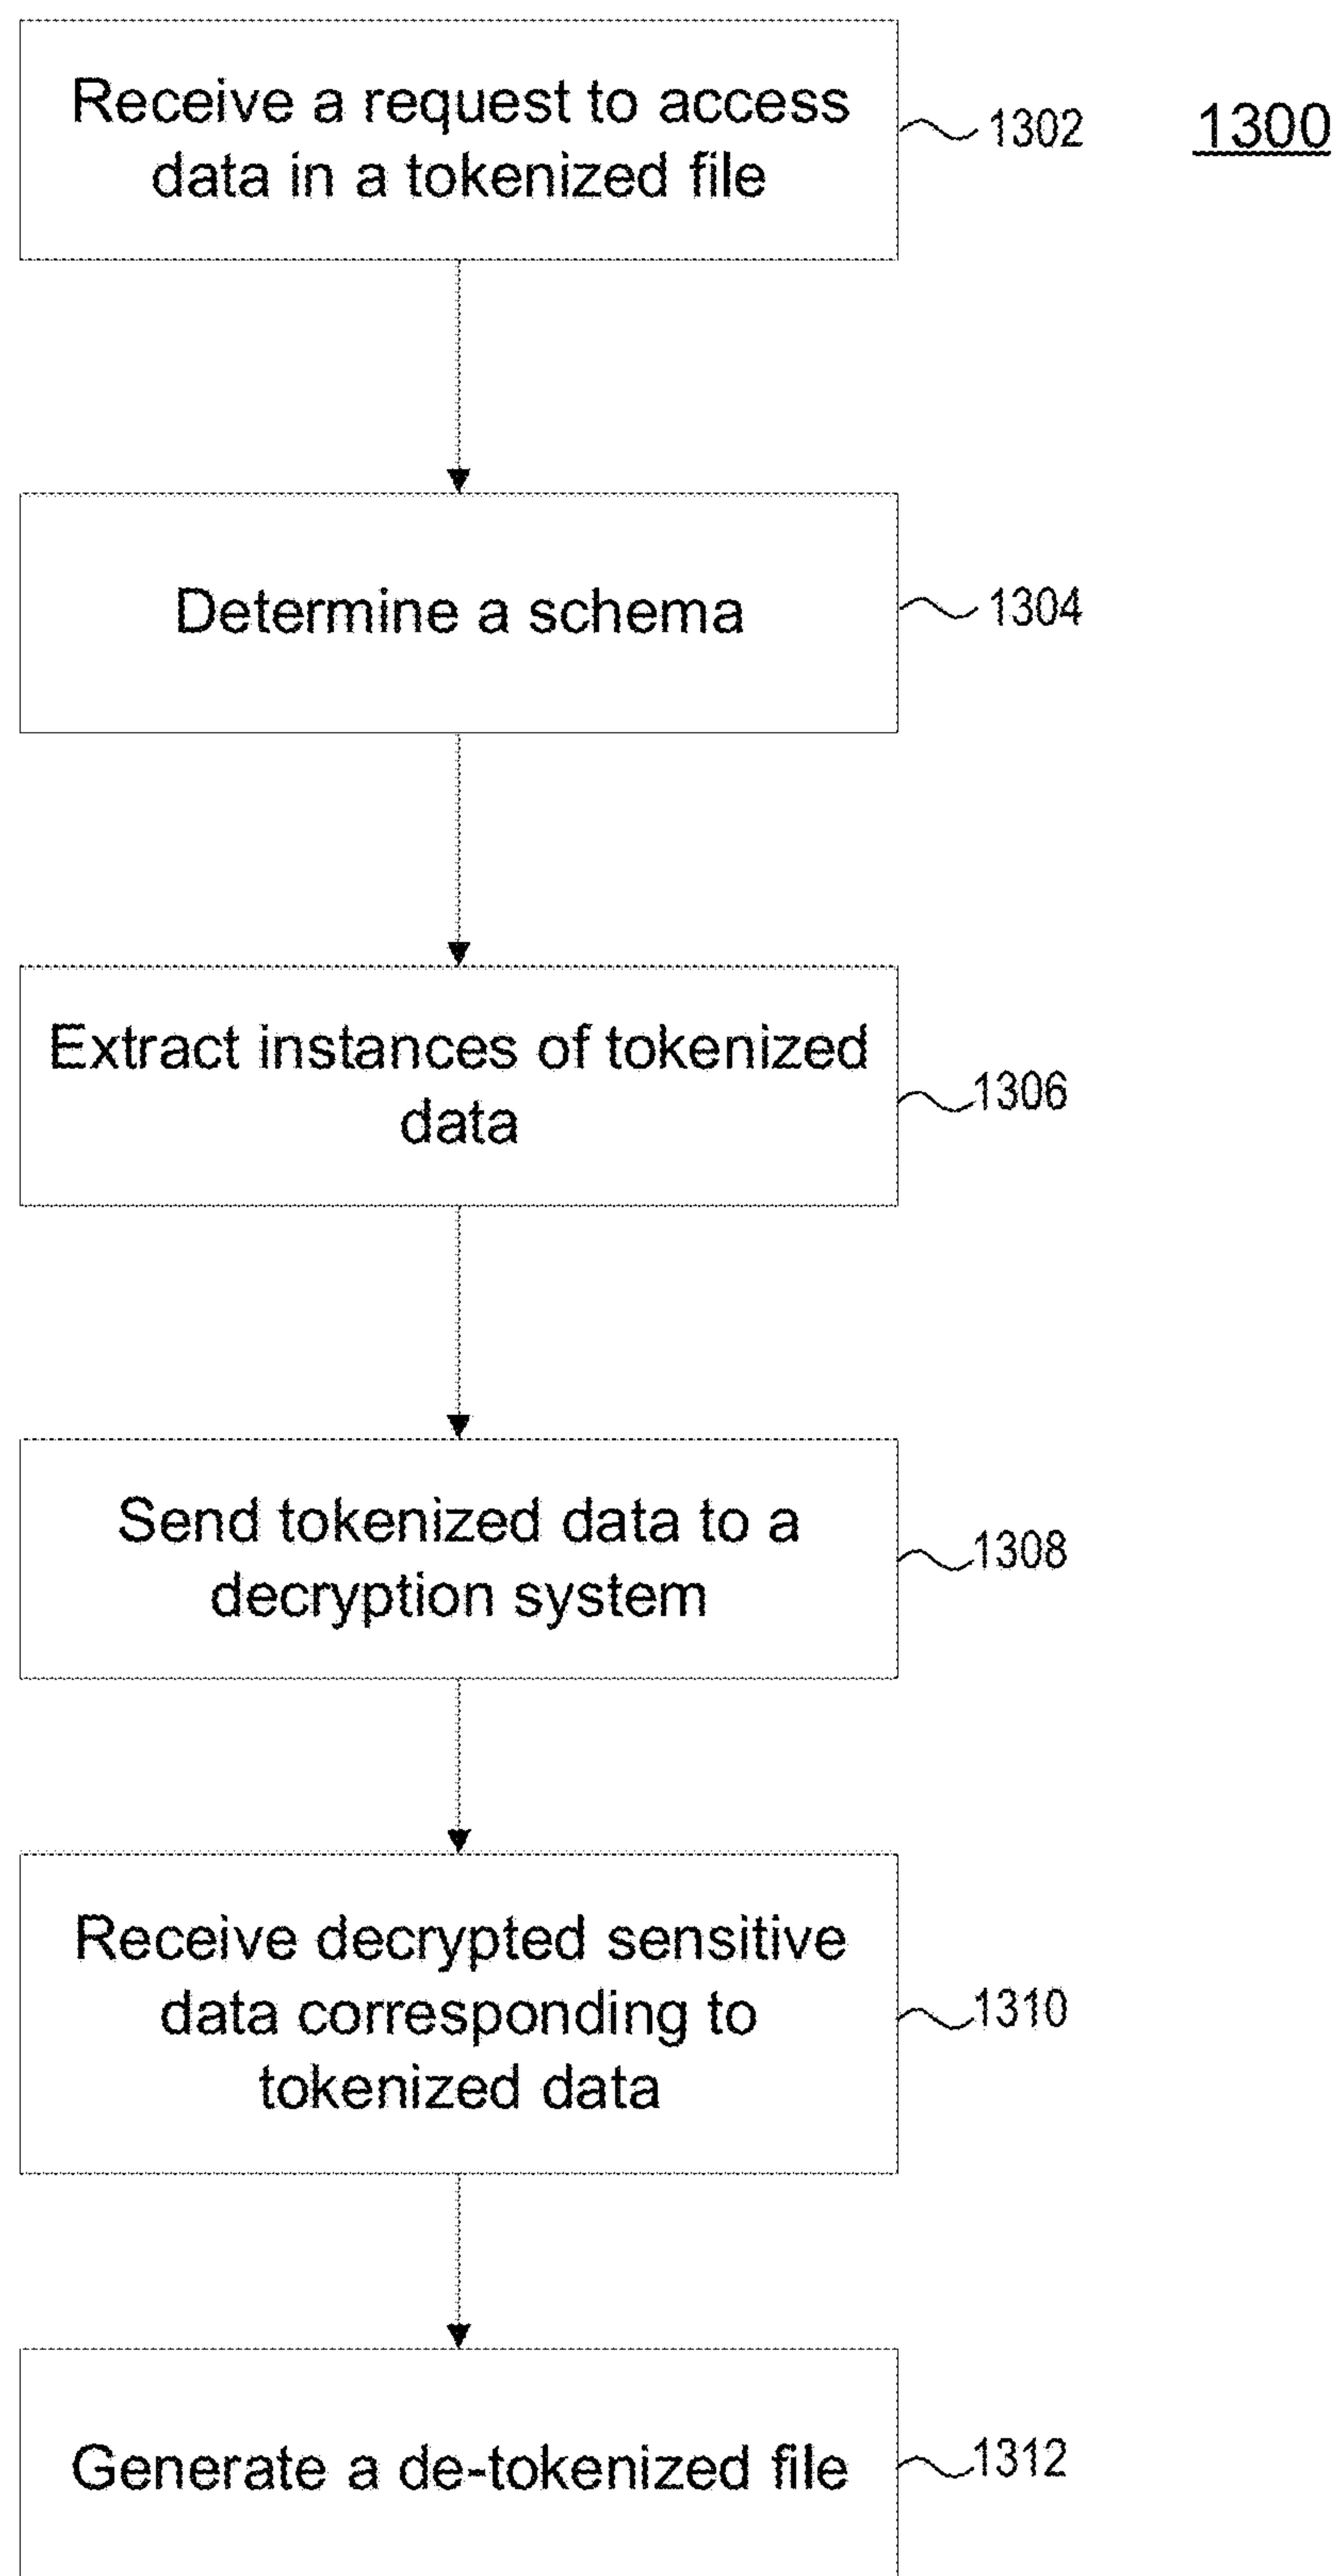 Receive a request to access
data in a tokenized file
1302
1300
Determine a schema
1304
Extract instances of tokenized
data
1306
Send tokenized data to a
decryption system
1308
Receive decrypted sensitive
data corresponding to
tokenized data
1310
Generate a de-tokenized file
1312